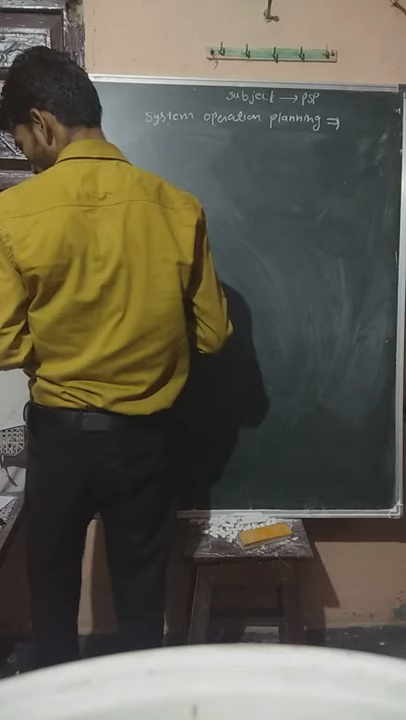 subject → PSP
System operation planning ⇒